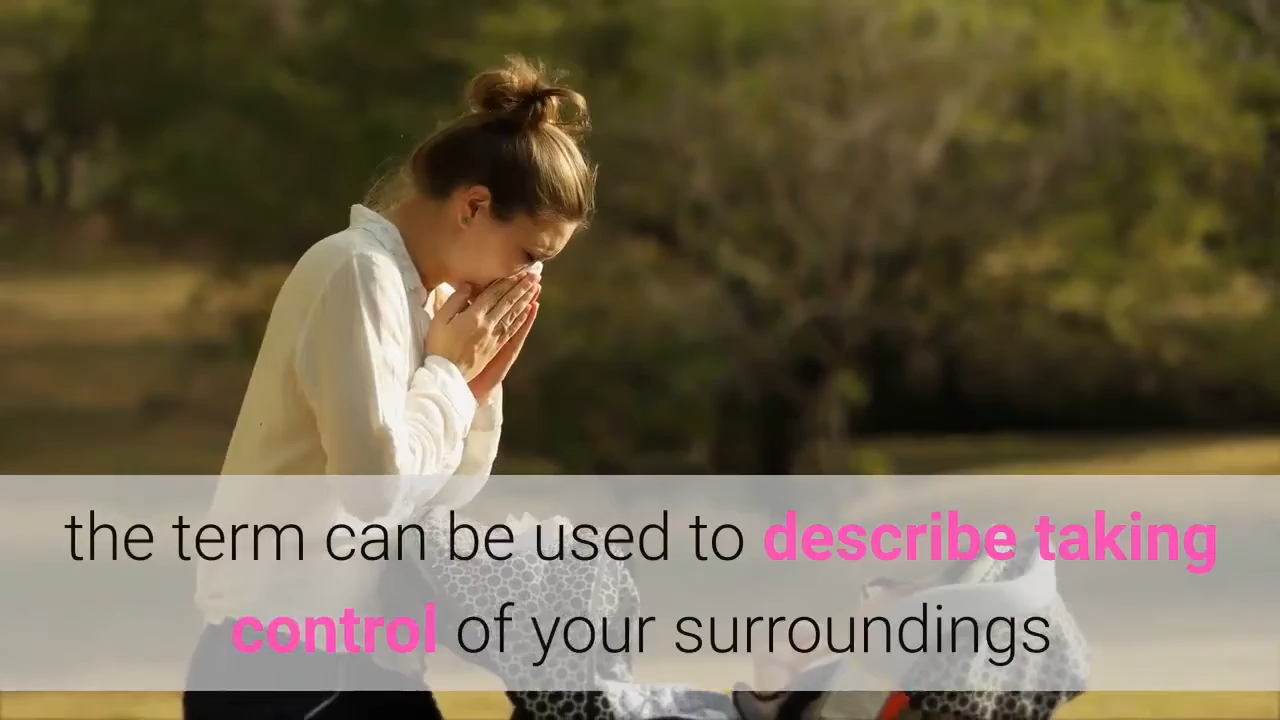 the term can be used to describe taking
control of your surroundings